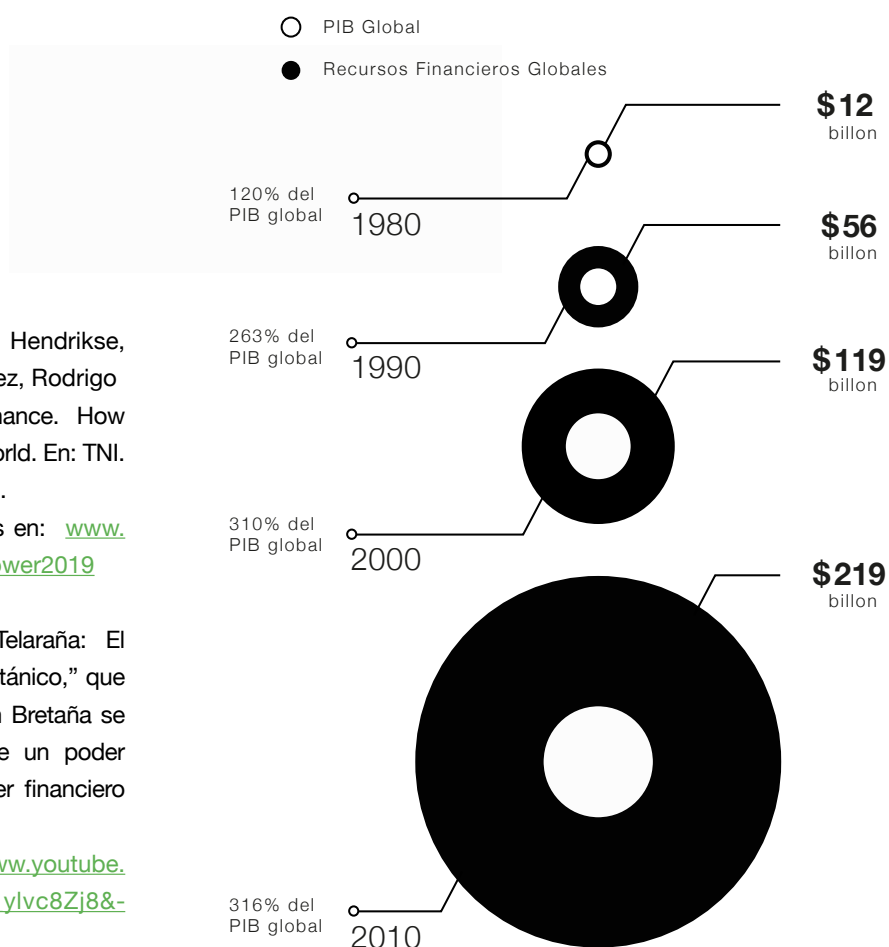 PIB Global
Recursos Financieros Globales
$12
billon
120% del
PIB global
1980
$56
billon
263% del
PIB global
1990
$119
billon
310% del
PIB global
2000
$219
billon
316% del
PIB global
2010
Hendrikse,
ez, Rodrigo
nance. How
orld. En: TNI.
.
s en: www.
ower2019
Telaraña: El
tánico,” que
n Bretaña se
e un poder
er financiero
ww.youtube.
ylvc8Zj8&-